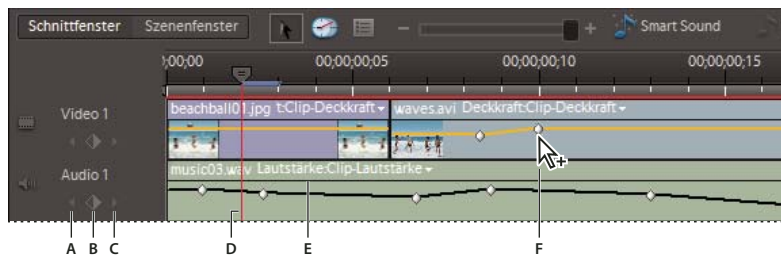 Schnittfenster Szenenfenster Smart Sound
;00;00 00;00;00;05 00;00;00;10 00;00;00;15
Video 1
beachball01.jpg t:Clip-Deckkraft waves.avi Deckkraft:Clip-Deckkraft
Audio 1
music03.wav Lautstärke:Clip-Lautstärke
A B C D E F